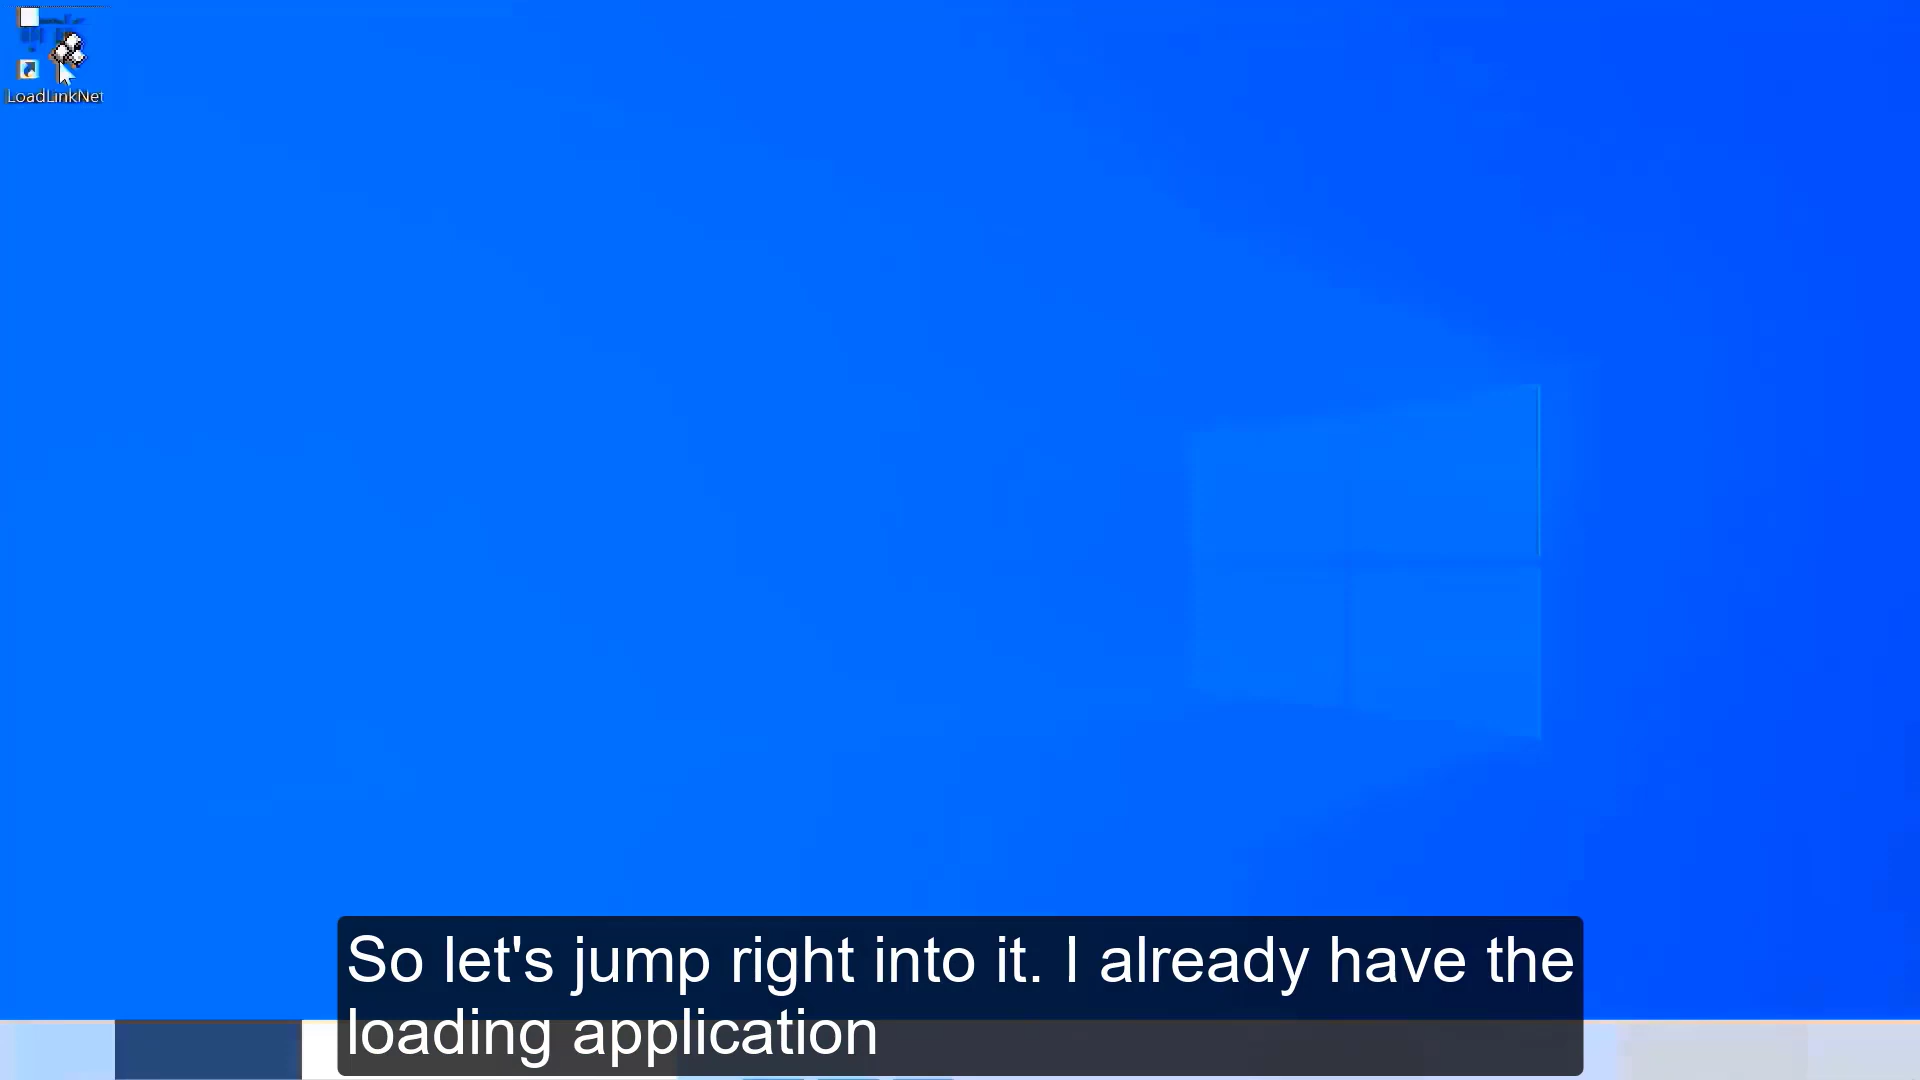 LoadLinkNet
So let's jump right into it. I already have the
loading application